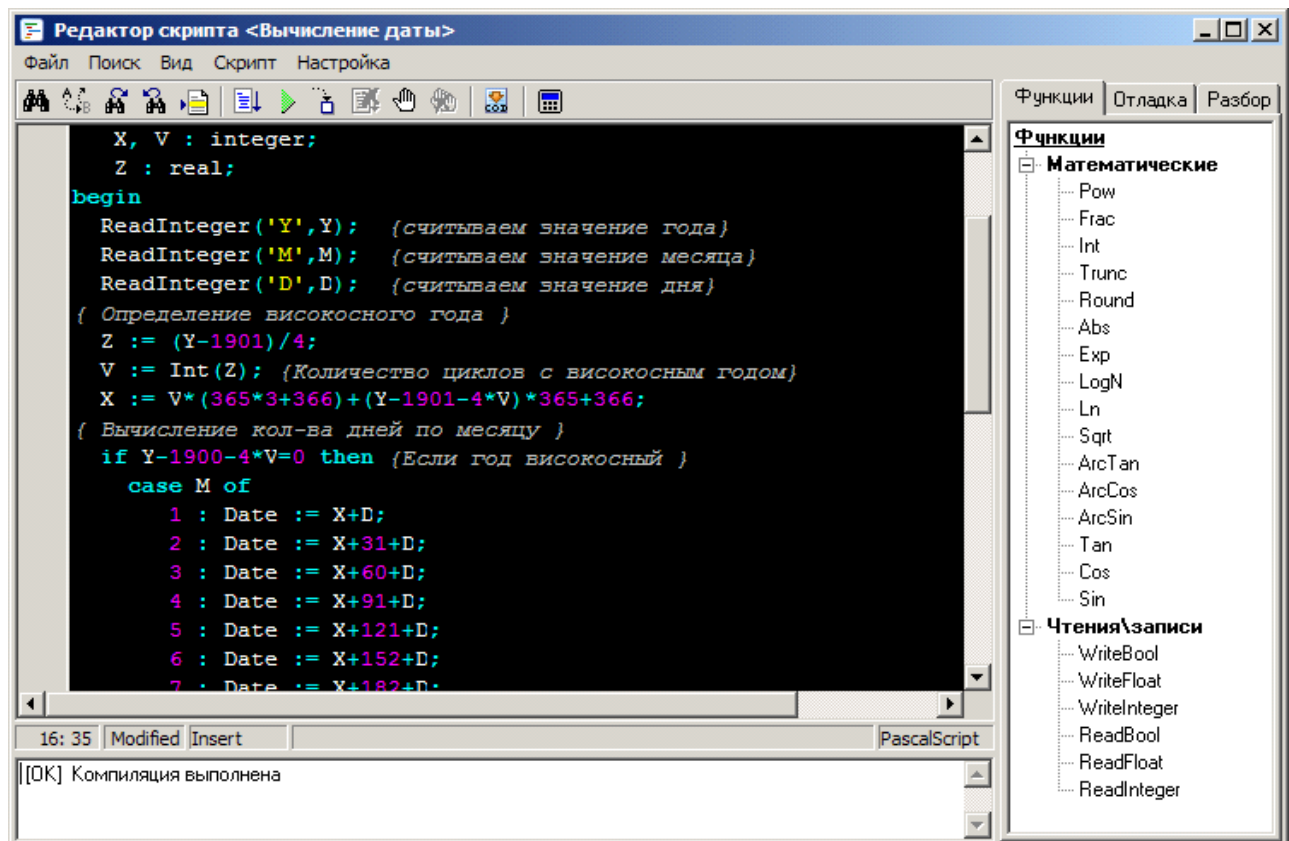 Редактор скрипта <Вычисление даты>
Файл Поиск Вид Скрипт Настройка
X, V : integer;
Z : real;
begin
ReadInteger('Y',Y); {считываем значение года}
ReadInteger('M',M); {считываем значение месяца}
ReadInteger('D',D); {считываем значение дня}
{ Определение високосного года }
Z := (Y-1901)/4;
V := Int(Z); {Количество циклов с високосным годом}
X := V*(365*3+366)+(Y-1901-4*V)*365+366;
{ Вычисление кол-ва дней по месяцу }
if Y-1900-4*V=0 then {Если год високосный }
case M of
1 : Date := X+D;
2 : Date := X+31+D;
3 : Date := X+60+D;
4 : Date := X+91+D;
5 : Date := X+121+D;
6 : Date := X+152+D;
7 : Date := X+182+D;
16: 35 Modified Insert PascalScript
[OK] Компиляция выполнена
Функции Отладка Разбор
Функции
Математические
Pow
Frac
Int
Trunc
Round
Abs
Exp
LogN
Ln
Sqrt
ArcTan
ArcCos
ArcSin
Tan
Cos
Sin
Чтения\записи
WriteBool
WriteFloat
WriteInteger
ReadBool
ReadFloat
ReadInteger